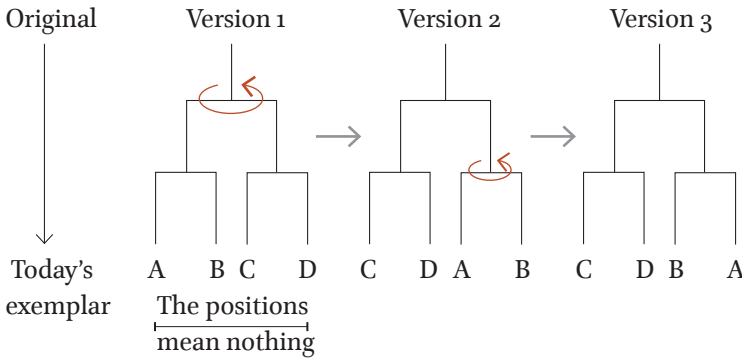 Original Version 1 Version 2 Version 3
Today's A B C D C D A B C D B A
exemplar The positions
mean nothing